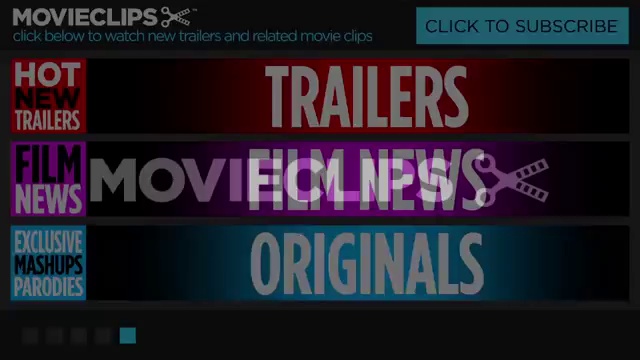 MOVIECLIPS™
click below to watch new trailers and related movie clips
CLICK TO SUBSCRIBE
HOT
NEW
TRAILERS
TRAILERS
FILM
NEWS
FILM NEWS
MOVIECLIPS
EXCLUSIVE
MASHUPS
PARODIES
ORIGINALS